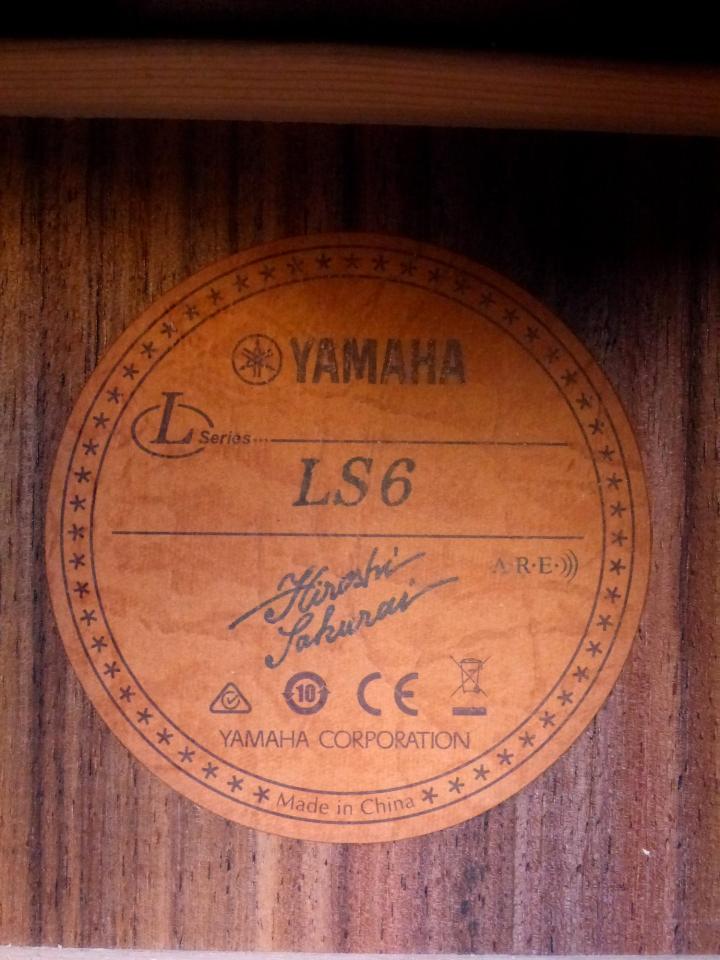 YAMAHA
L Series...
LS6
A·R·E·
Hiroshi
Sakurai
10
CE
YAMAHA CORPORATION
Made in China